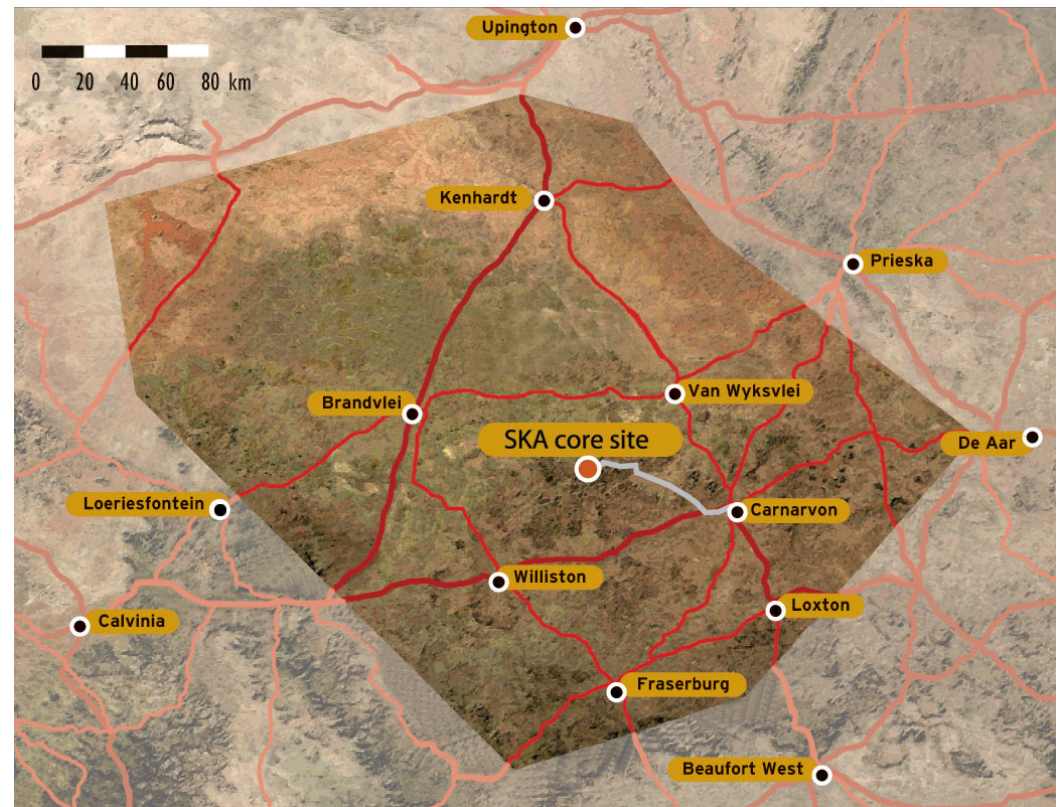 Upington
0 20 40 60 80 km
Kenhardt
Prieska
Van Wyksvlei
Brandvlei
SKA core site
De Aar
Loeriesfontein
Carnarvon
Williston
Loxton
Calvinia
Fraserburg
Beaufort West